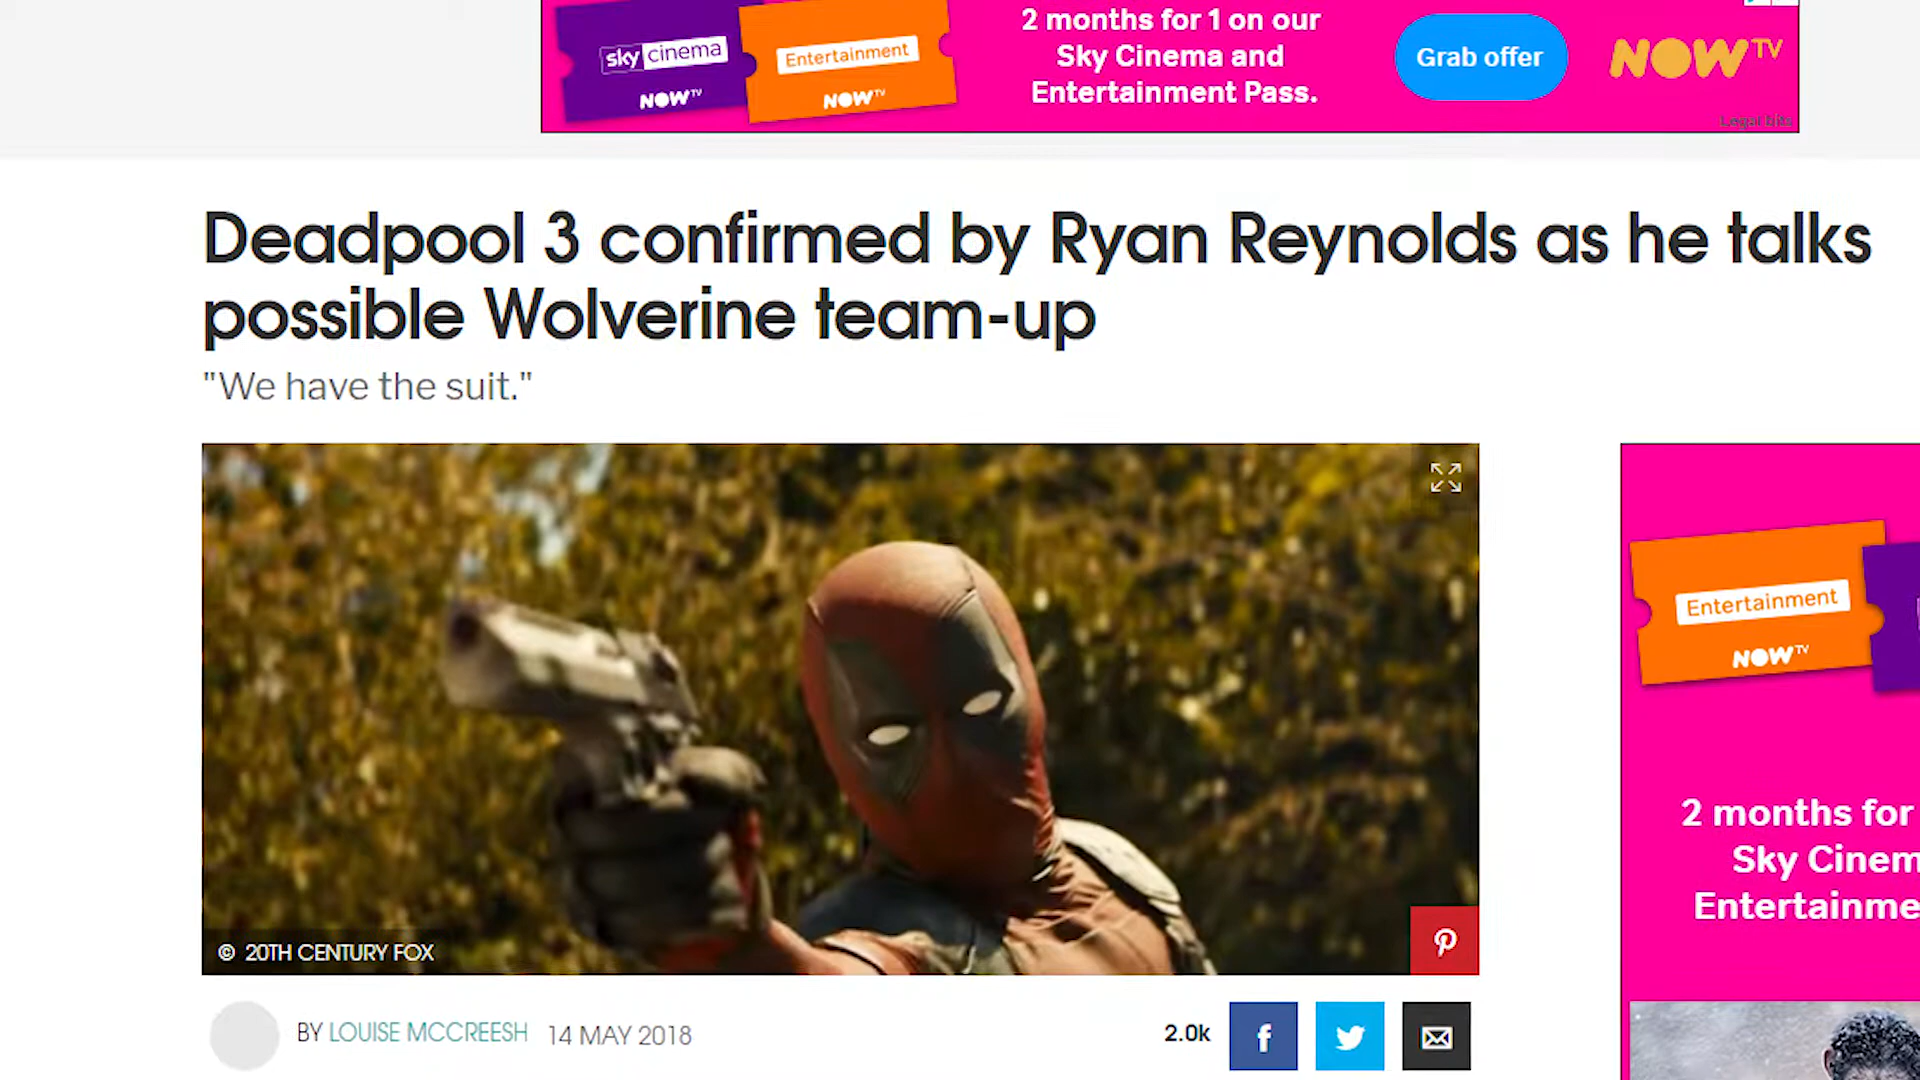 sky cinema
NOW TV
Entertainment
NOW TV
2 months for 1 on our
Sky Cinema and
Entertainment Pass.
Grab offer
NOW TV
Legal bits
Deadpool 3 confirmed by Ryan Reynolds as he talks
possible Wolverine team-up
"We have the suit."
© 20TH CENTURY FOX
Entertainment
NOW TV
2 months for
Sky Cinem
Entertainme
BY LOUISE MCCREESH 14 MAY 2018
2.0k